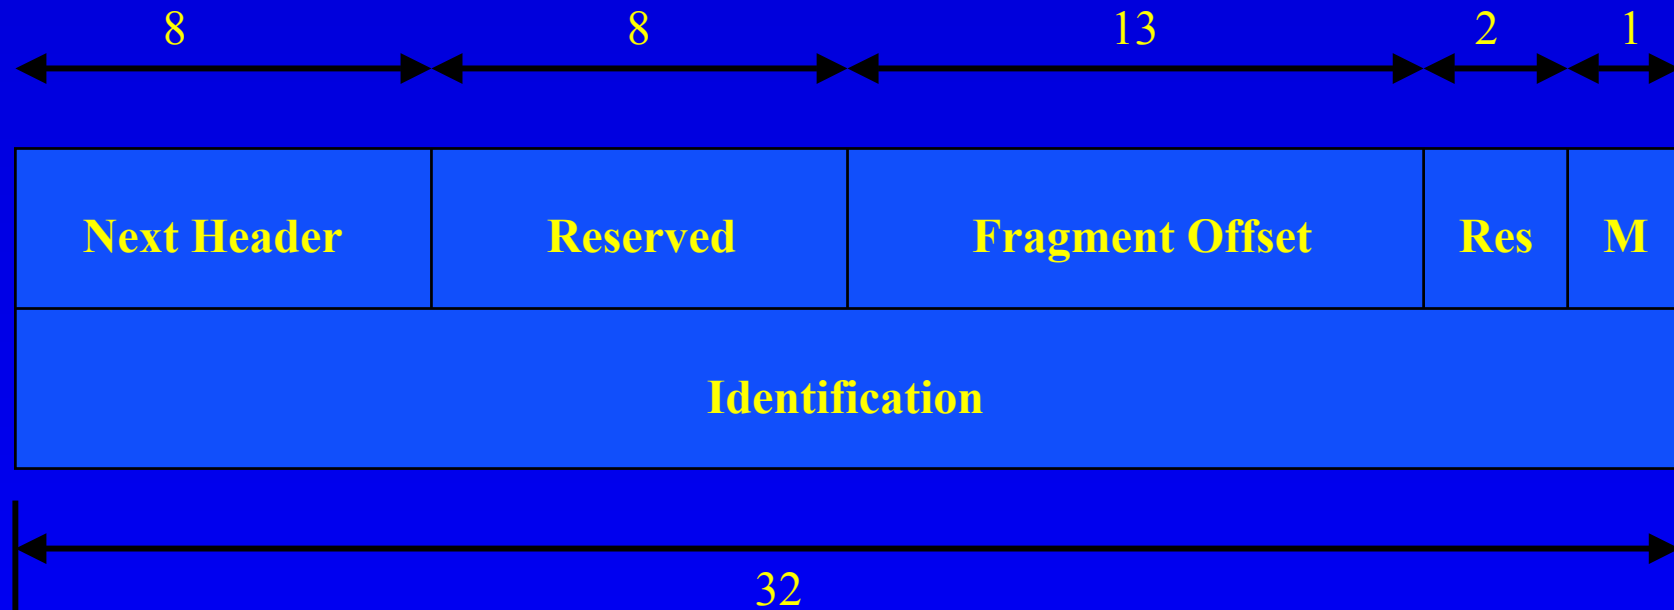 8 8 13 2 1
Next Header Reserved Fragment Offset Res M
Identification
32